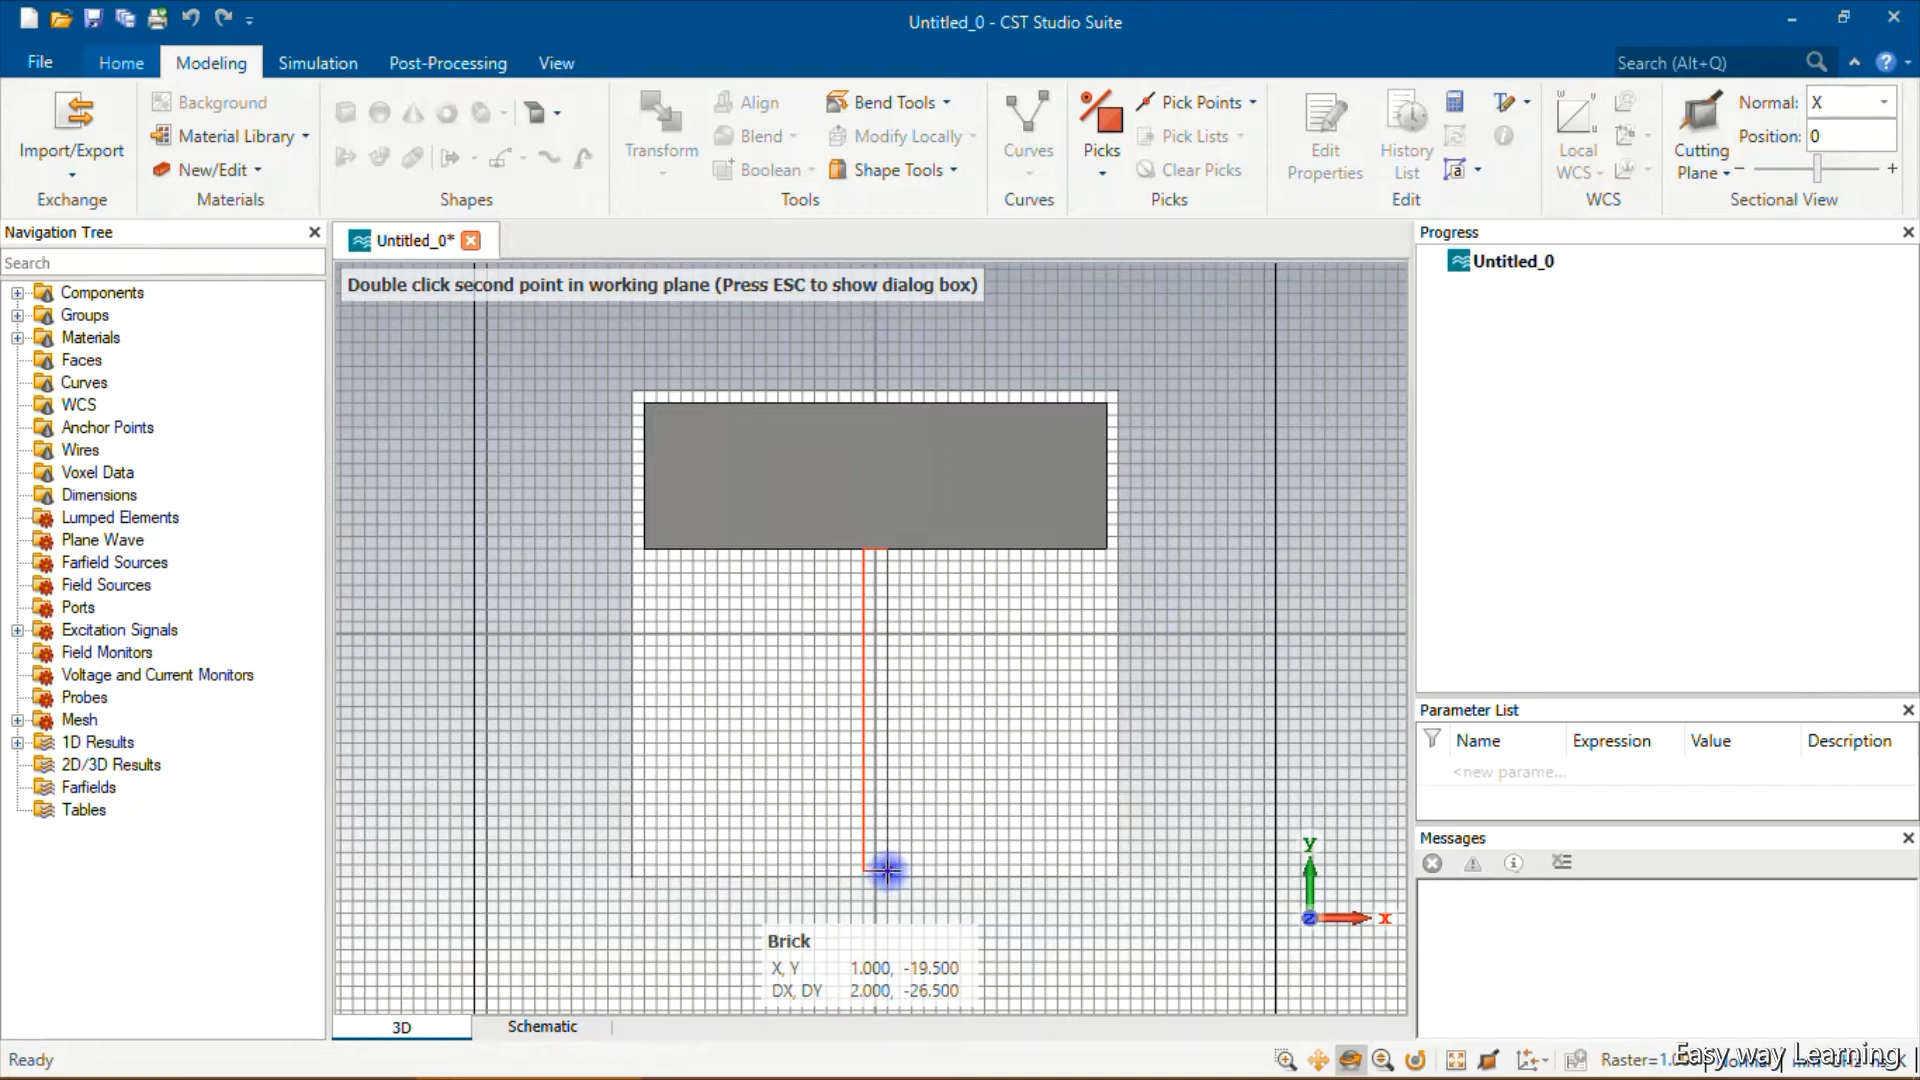 Untitled_0 - CST Studio Suite
File
Home
Modeling
Simulation
Post-Processing
View
Search (Alt+Q)
Import/Export
Exchange
Background
Material Library
New/Edit
Materials
Shapes
Transform
Align
Blend
Boolean
Bend Tools
Modify Locally
Shape Tools
Tools
Curves
Curves
Picks
Pick Points
Pick Lists
Clear Picks
Picks
Edit
Properties
History
List
Edit
Local
WCS
WCS
Cutting
Plane
Normal: X
Position: 0
Sectional View
Navigation Tree
Search
Components
Groups
Materials
Faces
Curves
WCS
Anchor Points
Wires
Voxel Data
Dimensions
Lumped Elements
Plane Wave
Farfield Sources
Field Sources
Ports
Excitation Signals
Field Monitors
Voltage and Current Monitors
Probes
Mesh
1D Results
2D/3D Results
Farfields
Tables
Untitled_0*
Double click second point in working plane (Press ESC to show dialog box)
y
z
x
Brick
X, Y 1.000, -19.500
DX, DY 2.000, -26.500
3D
Schematic
Progress
Untitled_0
Parameter List
Name Expression Value Description
<new parame...
Messages
Ready
Easy way Learning